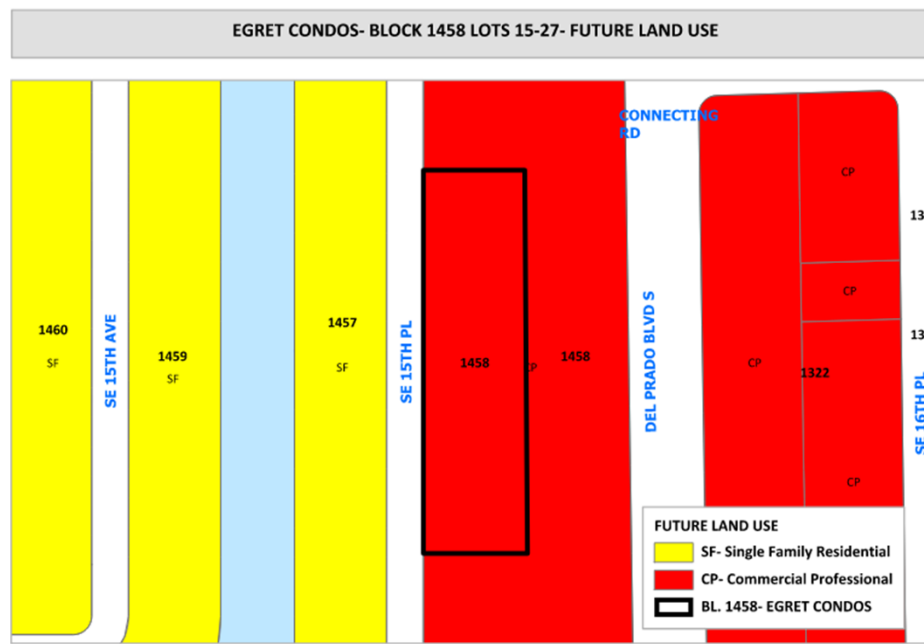 EGRET CONDOS- BLOCK 1458 LOTS 15-27- FUTURE LAND USE
CONNECTING
RD
CP
13
CP
1460
SF
SE 15TH AVE
1459
SF
1457
SF
SE 15TH PL
1458
CP
1458
DEL PRADO BLVD S
CP
1322
13
SE 16TH PL
CP
FUTURE LAND USE
SF- Single Family Residential
CP- Commercial Professional
BL. 1458- EGRET CONDOS